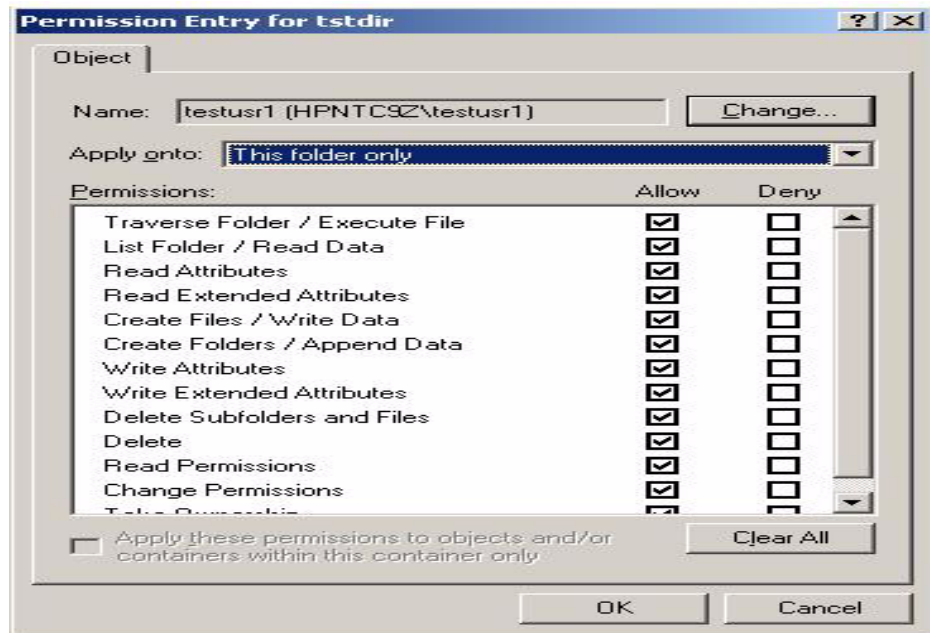 Permission Entry for tstdir
Object
Name: testusr1 (HPNTC9Z\testusr1) Change...
Apply onto: This folder only
Permissions: Allow Deny
Traverse Folder / Execute File
List Folder / Read Data
Read Attributes
Read Extended Attributes
Create Files / Write Data
Create Folders / Append Data
Write Attributes
Write Extended Attributes
Delete Subfolders and Files
Delete
Read Permissions
Change Permissions
Take Ownership
Apply these permissions to objects and/or
containers within this container only
Clear All
OK Cancel